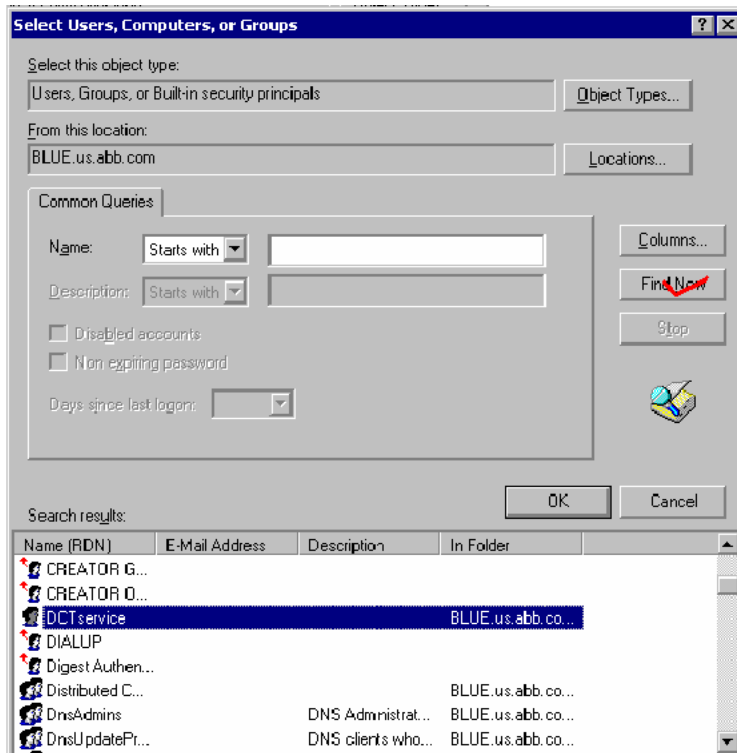 Select Users, Computers, or Groups
Select this object type:
Users, Groups, or Built-in security principals
Object Types...
From this location:
BLUE.us.abb.com
Locations...
Common Queries
Name:
Starts with
Columns...
Description:
Starts with
Find Now
Disabled accounts
Stop
Non expiring password
Days since last logon:
OK
Cancel
Search results:
Name (RDN) E-Mail Address Description In Folder
CREATOR G...
CREATOR O...
DCTservice BLUE.us.abb.co...
DIALUP
Digest Authen...
Distributed C... BLUE.us.abb.co...
DnsAdmins DNS Administrat... BLUE.us.abb.co...
DnsUpdatePr... DNS clients who... BLUE.us.abb.co...